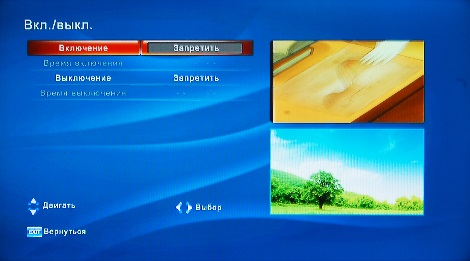 Вкл./выкл.
Включение Запретить
Время включения - - - -
Выключение Запретить
Время выключения - - - -
Двигать Выбор
EXIT Вернуться